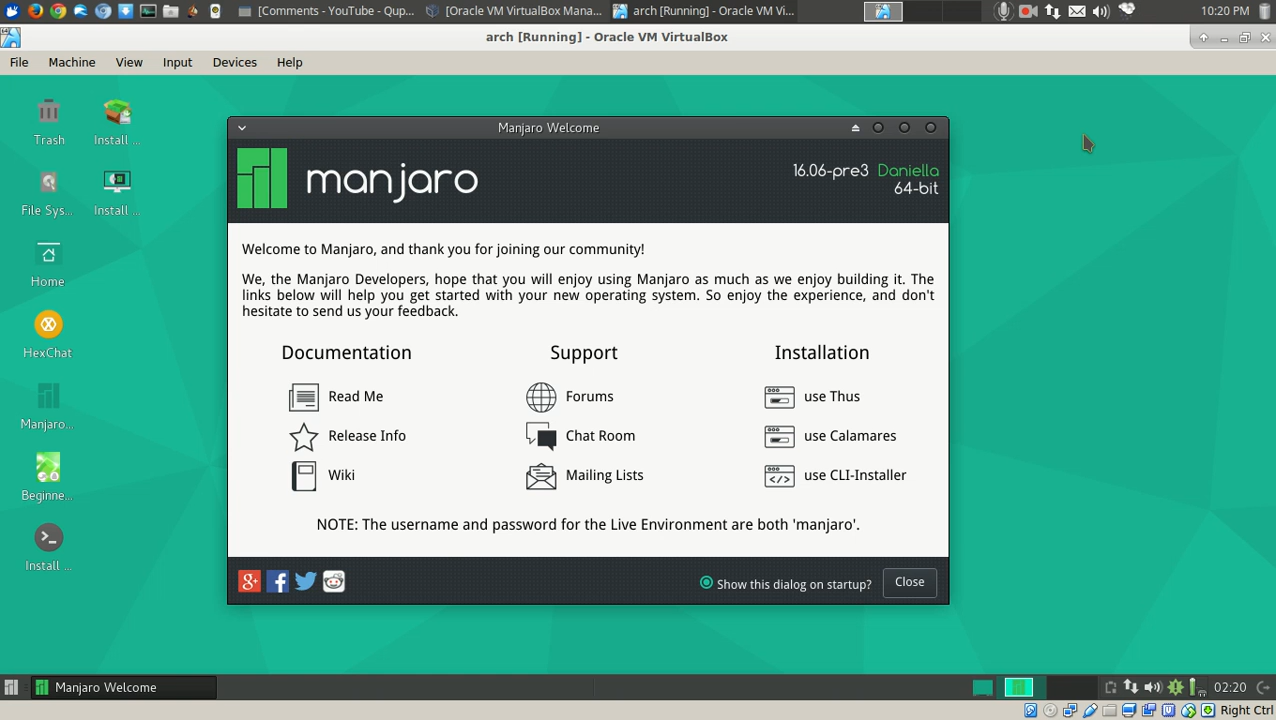 [Comments - YouTube - Qup...
[Oracle VM VirtualBox Mana...
arch [Running] - Oracle VM Vi...
10:20 PM
arch [Running] - Oracle VM VirtualBox
File Machine View Input Devices Help
Trash
Install ...
File Sys...
Install ...
Home
HexChat
Manjaro...
Beginne...
Install ...
Manjaro Welcome
manjaro
16.06-pre3 Daniella
64-bit
Welcome to Manjaro, and thank you for joining our community!
We, the Manjaro Developers, hope that you will enjoy using Manjaro as much as we enjoy building it. The
links below will help you get started with your new operating system. So enjoy the experience, and don't
hesitate to send us your feedback.
Documentation
Read Me
Release Info
Wiki
Support
Forums
Chat Room
Mailing Lists
Installation
use Thus
use Calamares
use CLI-Installer
NOTE: The username and password for the Live Environment are both 'manjaro'.
Show this dialog on startup?
Close
Manjaro Welcome
02:20
Right Ctrl